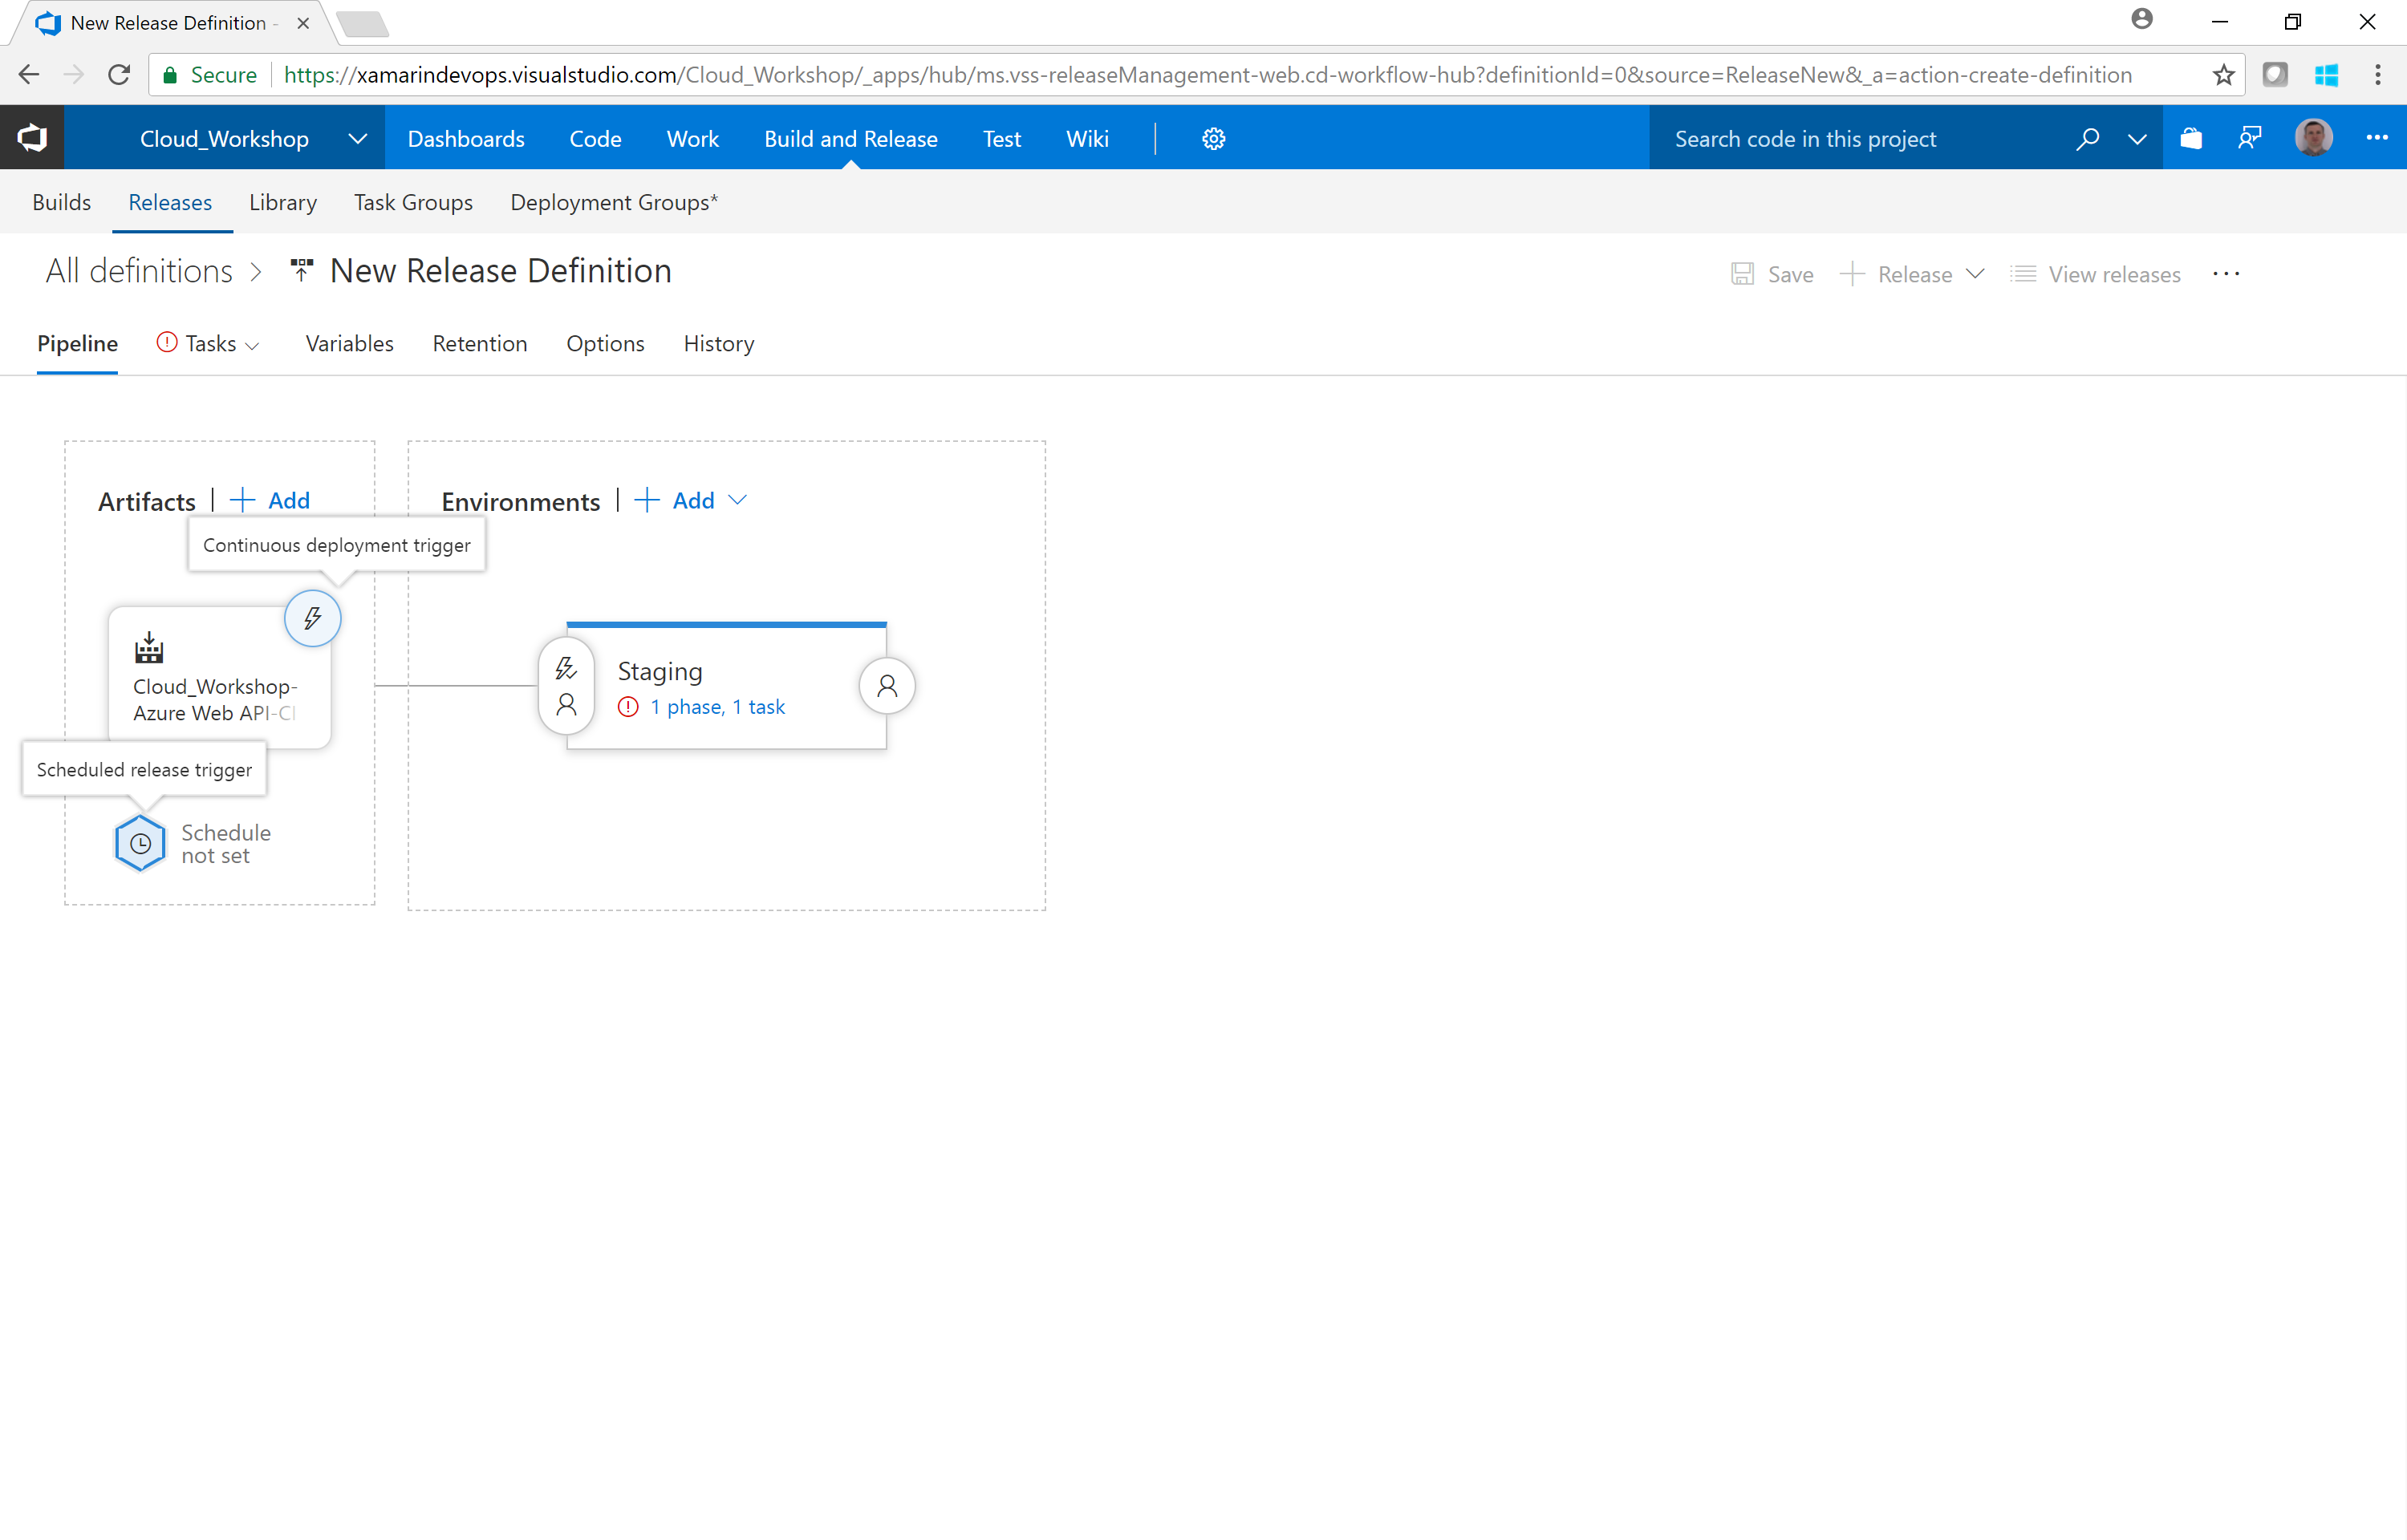 New Release Definition -
Secure https://xamarindevops.visualstudio.com/Cloud_Workshop/_apps/hub/ms.vss-releaseManagement-web.cd-workflow-hub?definitionId=0&source=ReleaseNew&_a=action-create-definition
Cloud_Workshop Dashboards Code Work Build and Release Test Wiki Search code in this project
Builds Releases Library Task Groups Deployment Groups*
All definitions > New Release Definition Save + Release View releases ...
Pipeline Tasks Variables Retention Options History
Artifacts | + Add Environments | + Add
Continuous deployment trigger
Staging
1 phase, 1 task
Cloud_Workshop-
Azure Web API-CI
Scheduled release trigger
Schedule
not set